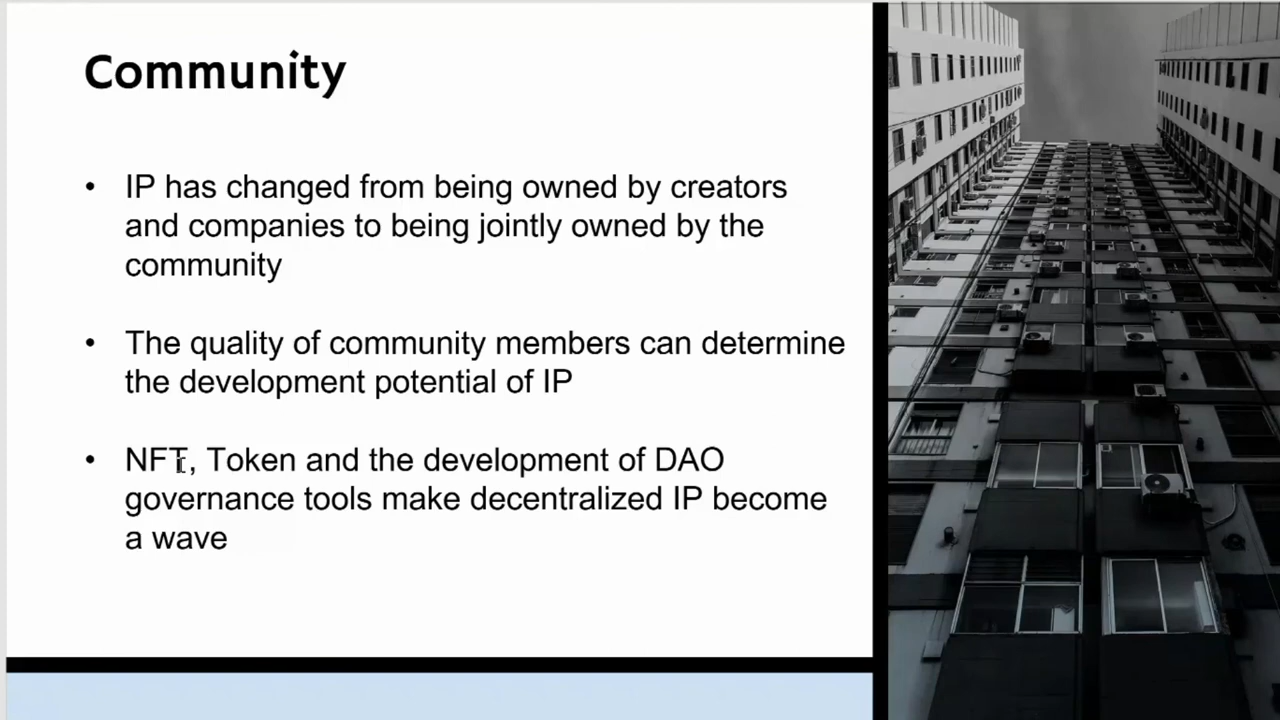 Community
• IP has changed from being owned by creators
and companies to being jointly owned by the
community
• The quality of community members can determine
the development potential of IP
• NFT, Token and the development of DAO
governance tools make decentralized IP become
a wave